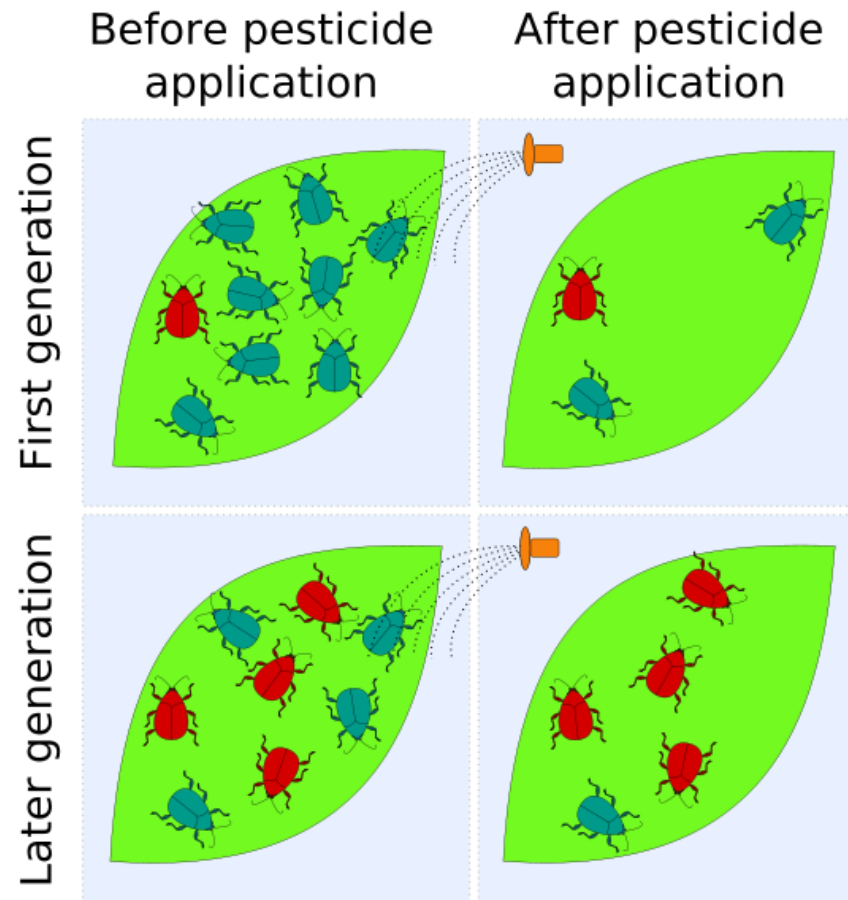 Before pesticide
application
After pesticide
application
First generation
Later generation